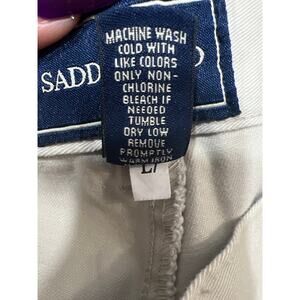 MACHINE WASH
COLD WITH
LIKE COLORS
ONLY NON-
CHLORINE
BLEACH IF
NEEDED
TUMBLE
DRY LOW
REMOVE
PROMPTLY
WARM IRON
SADD